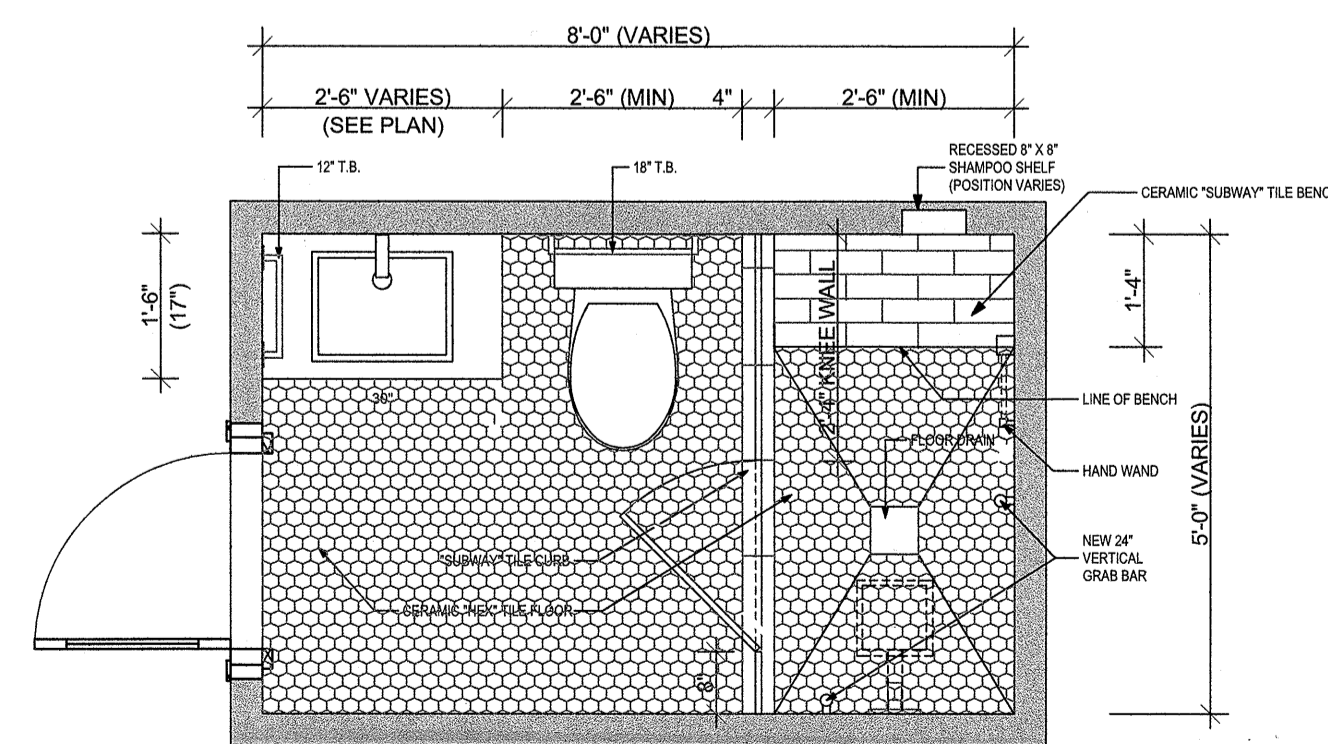 8'-0" (VARIES)
2'-6" VARIES)
(SEE PLAN)
2'-6" (MIN)
4"
2'-6" (MIN)
12" T.B.
18" T.B.
RECESSED 8" X 8"
SHAMPOO SHELF
(POSITION VARIES)
CERAMIC "SUBWAY" TILE BENC
1'-6"
(17")
2'-4" KNEE WALL
1'-4"
30"
LINE OF BENCH
FLOOR DRAIN
5'-0" (VARIES)
HAND WAND
NEW 24"
VERTICAL
GRAB BAR
"SUBWAY" TILE CURB
CERAMIC "HEX" TILE FLOOR
8"